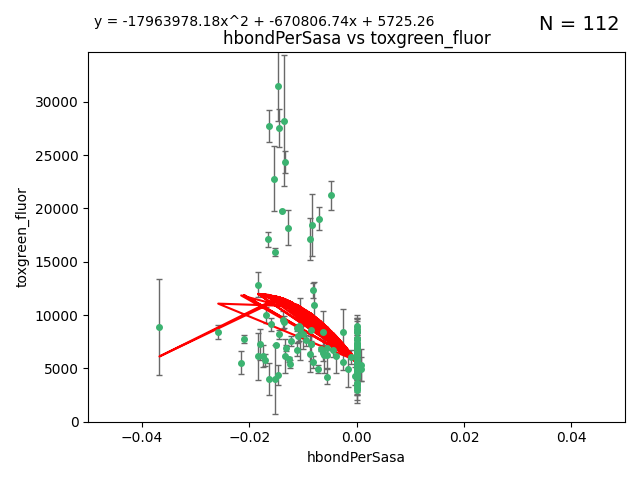 y = -17963978.18x^2 + -670806.74x + 5725.26
N = 112
hbondPerSasa vs toxgreen_fluor
toxgreen_fluor
30000
25000
20000
15000
10000
5000
0
−0.04
−0.02
0.00
0.02
0.04
hbondPerSasa